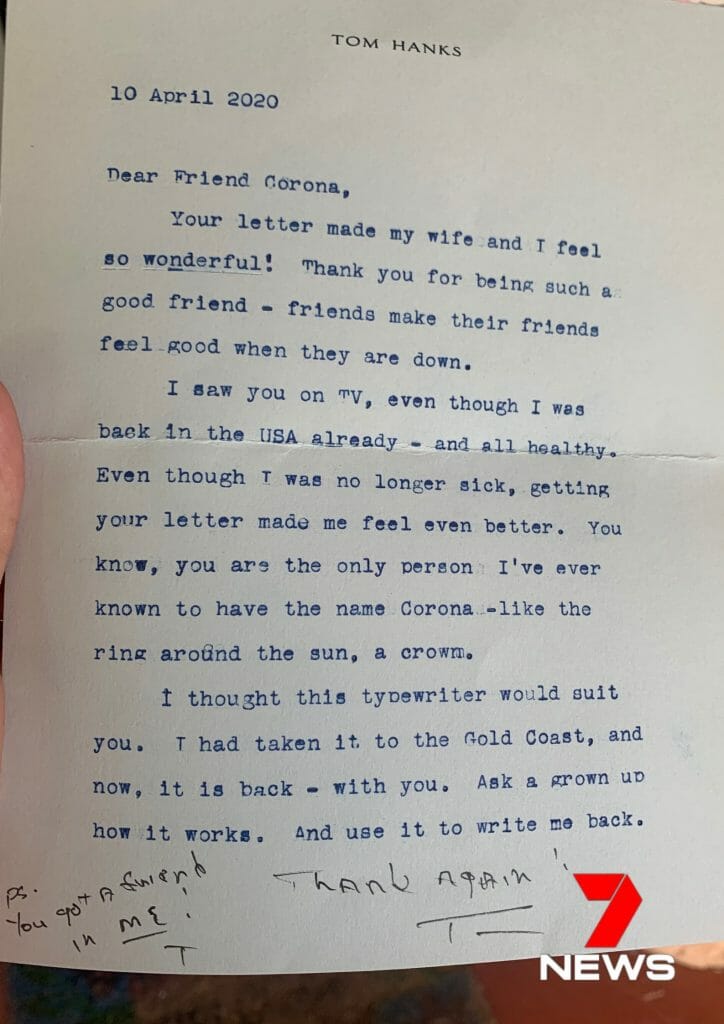 TOM HANKS
10 April 2020
Dear Friend Corona,
Your letter made my wife and I feel
so wonderful! Thank you for being such a
good friend - friends make their friends
feel good when they are down.
I saw you on TV, even though I was
back in the USA already - and all healthy.
Even though I was no longer sick, getting
your letter made me feel even better. You
know, you are the only person I've ever
known to have the name Corona -like the
ring around the sun, a crowm.
I thought this typewriter would suit
you. I had taken it to the Gold Coast, and
now, it is back - with you. Ask a grown up
how it works. And use it to write me back.
Thank Again!
T
ps.
You got A friend
in ME!
T
7
NEWS